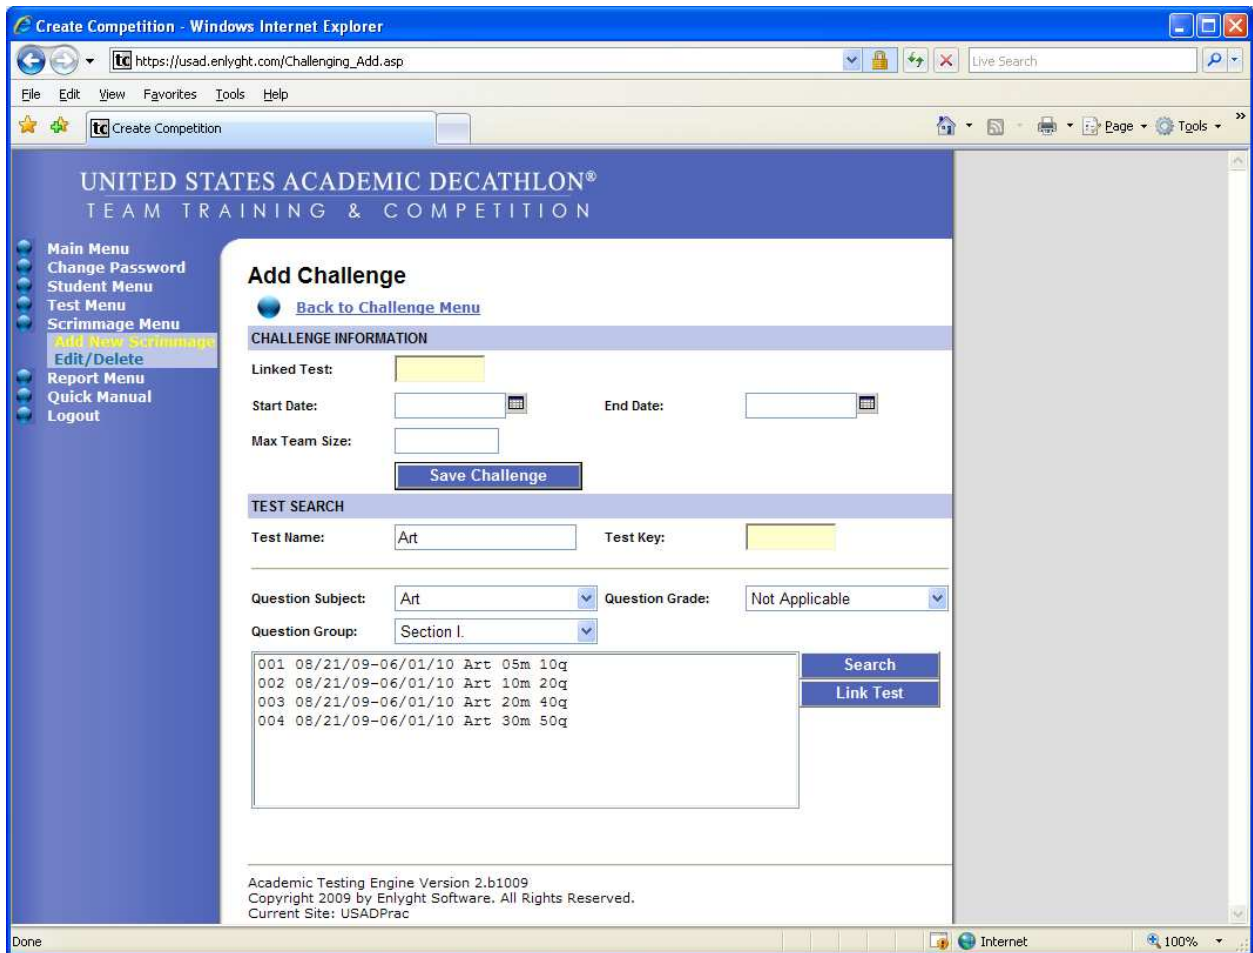 Create Competition - Windows Internet Explorer
tc https://usad.enlyght.com/Challenging_Add.asp Live Search
File Edit View Favorites Tools Help
tc Create Competition Page Tools »
UNITED STATES ACADEMIC DECATHLON®
TEAM TRAINING & COMPETITION
Main Menu
Change Password
Student Menu
Test Menu
Scrimmage Menu
Add New Scrimmage
Edit/Delete
Report Menu
Quick Manual
Logout
Add Challenge
Back to Challenge Menu
CHALLENGE INFORMATION
Linked Test:
Start Date: End Date:
Max Team Size:
Save Challenge
TEST SEARCH
Test Name: Art Test Key:
Question Subject: Art Question Grade: Not Applicable
Question Group: Section I.
001 08/21/09-06/01/10 Art 05m 10q
002 08/21/09-06/01/10 Art 10m 20q
003 08/21/09-06/01/10 Art 20m 40q
004 08/21/09-06/01/10 Art 30m 50q
Search
Link Test
Academic Testing Engine Version 2.b1009
Copyright 2009 by Enlyght Software. All Rights Reserved.
Current Site: USADPrac
Done Internet 100%